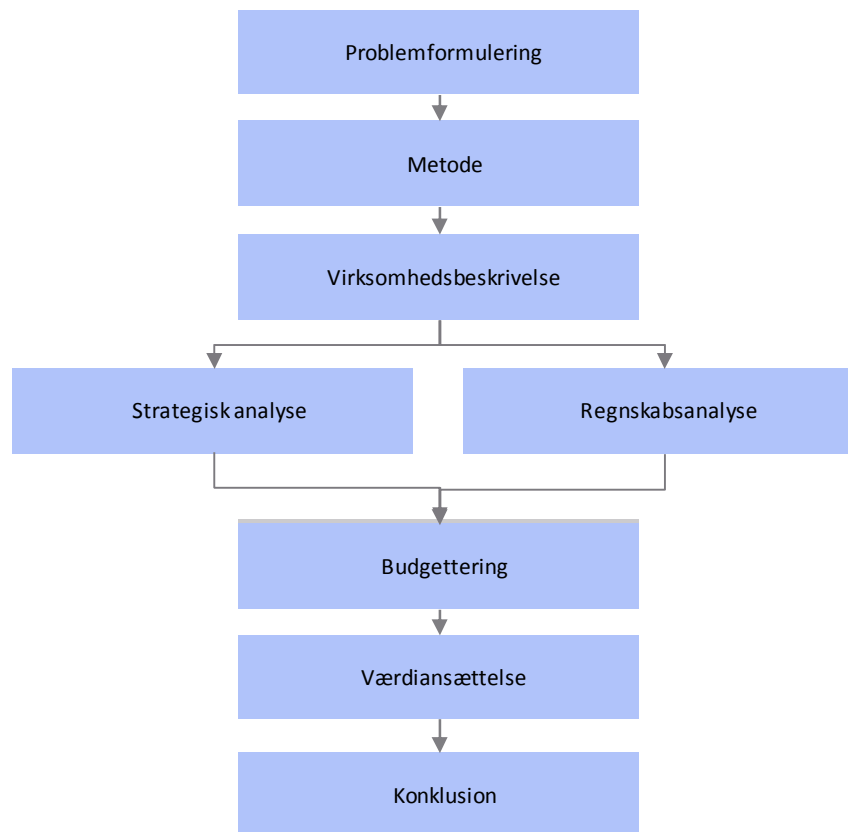 Problemformulering
Metode
Virksomhedsbeskrivelse
Strategisk analyse
Regnskabsanalyse
Budgettering
Værdiansættelse
Konklusion